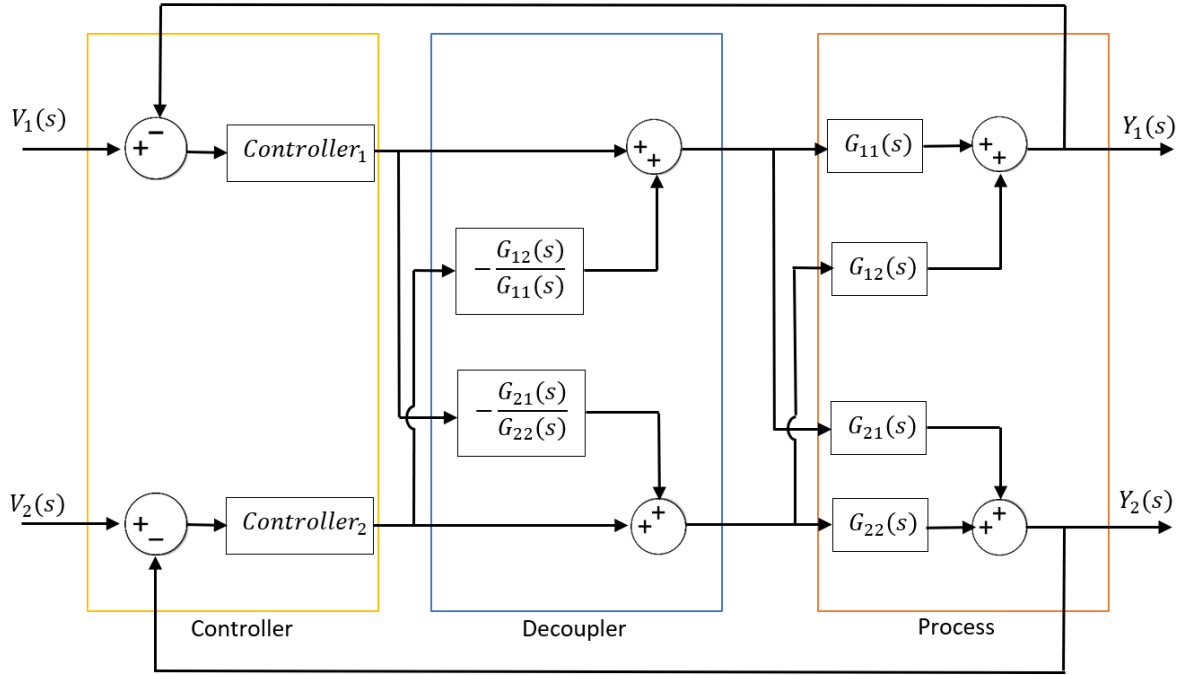 V₁(s)
−
+
Controller₁
+
+
G₁₁(s)
+
+
Y₁(s)
−G₁₂(s)/G₁₁(s)
G₁₂(s)
−G₂₁(s)/G₂₂(s)
G₂₁(s)
V₂(s)
+
−
Controller₂
+
+
G₂₂(s)
+
+
Y₂(s)
Controller
Decoupler
Process